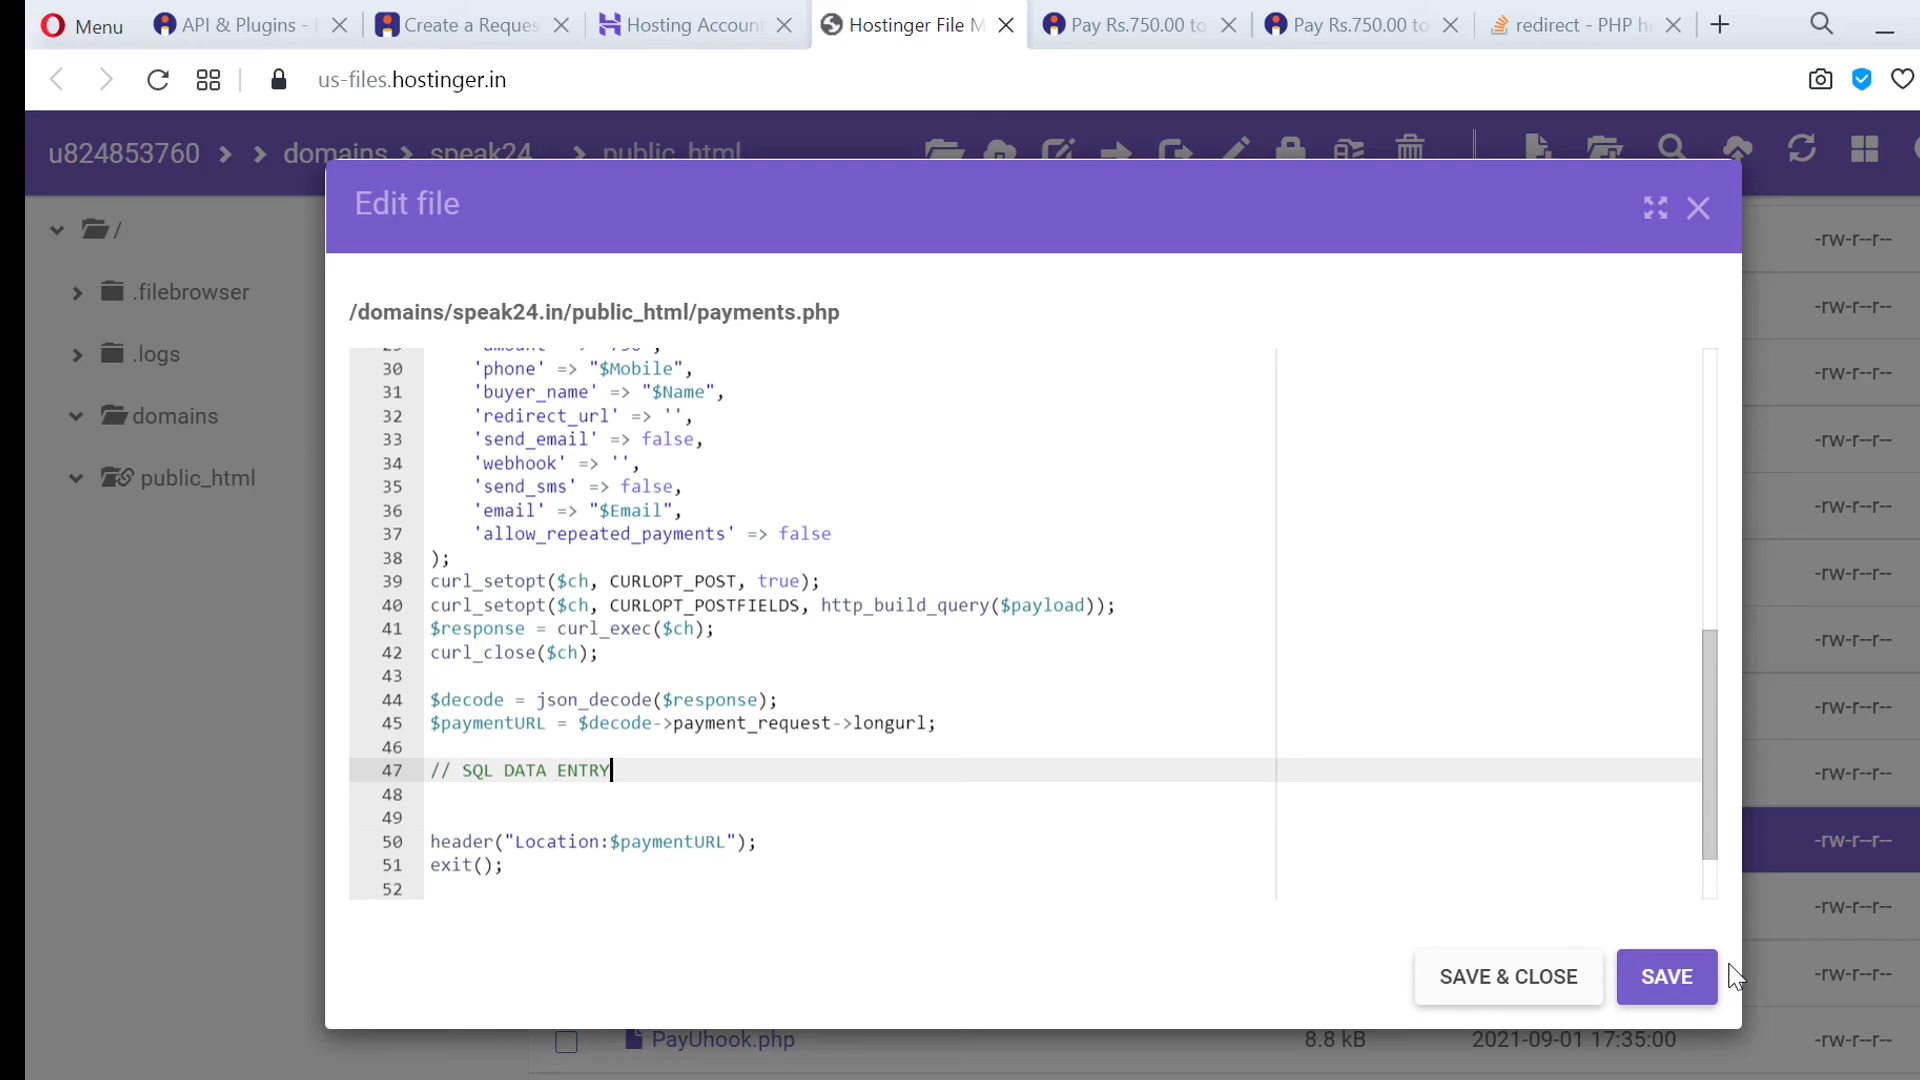 Menu
API & Plugins -
Create a Reques
Hosting Account
Hostinger File M
Pay Rs.750.00 to
Pay Rs.750.00 to
redirect - PHP he
us-files.hostinger.in
u824853760 domains speak24 public_html
Edit file
/
.filebrowser
.logs
domains
public_html
/domains/speak24.in/public_html/payments.php
30 'phone' => "$Mobile",
31 'buyer_name' => "$Name",
32 'redirect_url' => '',
33 'send_email' => false,
34 'webhook' => '',
35 'send_sms' => false,
36 'email' => "$Email",
37 'allow_repeated_payments' => false
38 );
39 curl_setopt($ch, CURLOPT_POST, true);
40 curl_setopt($ch, CURLOPT_POSTFIELDS, http_build_query($payload));
41 $response = curl_exec($ch);
42 curl_close($ch);
43
44 $decode = json_decode($response);
45 $paymentURL = $decode->payment_request->longurl;
46
47 // SQL DATA ENTRY
48
49
50 header("Location:$paymentURL");
51 exit();
52
SAVE & CLOSE
SAVE
-rw-r--r--
-rw-r--r--
-rw-r--r--
-rw-r--r--
-rw-r--r--
-rw-r--r--
-rw-r--r--
-rw-r--r--
-rw-r--r--
-rw-r--r--
-rw-r--r--
-rw-r--r--
PayUhook.php 8.8 kB 2021-09-01 17:35:00 -rw-r--r--